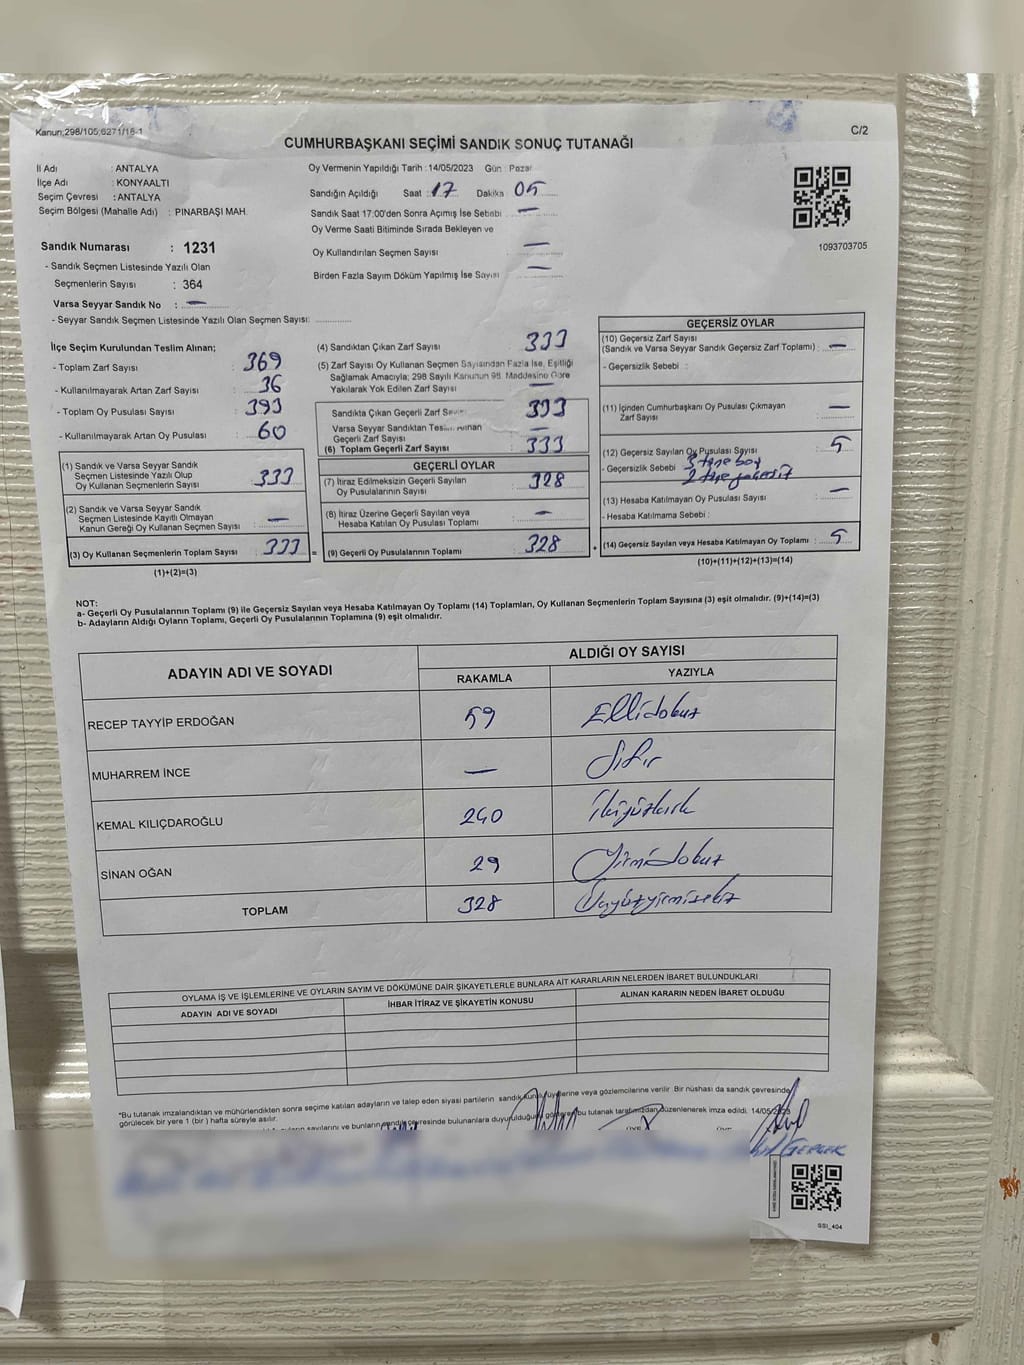 Kanun;298/105;6271/18-1
C/2
CUMHURBAŞKANI SEÇİMİ SANDIK SONUÇ TUTANAĞI
İl Adı : ANTALYA
İlçe Adı : KONYAALTI
Seçim Çevresi : ANTALYA
Seçim Bölgesi (Mahalle Adı) : PINARBAŞI MAH.
Sandık Numarası : 1231
- Sandık Seçmen Listesinde Yazılı Olan
Seçmenlerin Sayısı : 364
Varsa Seyyar Sandık No : —
- Seyyar Sandık Seçmen Listesinde Yazılı Olan Seçmen Sayısı:
Oy Vermenin Yapıldığı Tarih : 14/05/2023 Gün : Pazar
Sandığın Açıldığı Saat : 17 Dakika 05
Sandık Saat 17:00'den Sonra Açımış İse Sebebi —
Oy Verme Saati Bitiminde Sırada Bekleyen ve
Oy Kullandırılan Seçmen Sayısı —
Birden Fazla Sayım Döküm Yapılmış İse Sayısı —
1093703705
İlçe Seçim Kurulundan Teslim Alınan;
- Toplam Zarf Sayısı : 369
- Kullanılmayarak Artan Zarf Sayısı : 36
- Toplam Oy Pusulası Sayısı : 393
- Kullanılmayarak Artan Oy Pusulası : 60
(1) Sandık ve Varsa Seyyar Sandık
Seçmen Listesinde Yazılı Olup
Oy Kullanan Seçmenlerin Sayısı : 333
(2) Sandık ve Varsa Seyyar Sandık
Seçmen Listesinde Kayıtlı Olmayan
Kanun Gereği Oy Kullanan Seçmen Sayısı : —
(3) Oy Kullanan Seçmenlerin Toplam Sayısı : 333
(1)+(2)=(3)
(4) Sandıktan Çıkan Zarf Sayısı : 333
(5) Zarf Sayısı Oy Kullanan Seçmen Sayısından Fazla İse, Eşitliği
Sağlamak Amacıyla; 298 Sayılı Kanunun 98. Maddesine Göre
Yakılarak Yok Edilen Zarf Sayısı —
Sandıkta Çıkan Geçerli Zarf Sayısı 333
Varsa Seyyar Sandıktan Teslim Alınan
Geçerli Zarf Sayısı —
(6) Toplam Geçerli Zarf Sayısı : 333
GEÇERLİ OYLAR
(7) İtiraz Edilmeksizin Geçerli Sayılan
Oy Pusulalarının Sayısı : 328
(8) İtiraz Üzerine Geçerli Sayılan veya
Hesaba Katılan Oy Pusulası Toplamı : —
= (9) Geçerli Oy Pusulalarının Toplamı : 328
GEÇERSİZ OYLAR
(10) Geçersiz Zarf Sayısı
(Sandık ve Varsa Seyyar Sandık Geçersiz Zarf Toplamı) : —
- Geçersizlik Sebebi :
(11) İçinden Cumhurbaşkanı Oy Pusulası Çıkmayan
Zarf Sayısı : —
(12) Geçersiz Sayılan Oy Pusulası Sayısı : 5
- Geçersizlik Sebebi 3 tane boş
2 tane geçersiz
(13) Hesaba Katılmayan Oy Pusulası Sayısı : —
- Hesaba Katılmama Sebebi :
+ (14) Geçersiz Sayılan veya Hesaba Katılmayan Oy Toplamı : 5
(10)+(11)+(12)+(13)=(14)
NOT:
a- Geçerli Oy Pusulalarının Toplamı (9) ile Geçersiz Sayılan veya Hesaba Katılmayan Oy Toplamı (14) Toplamları, Oy Kullanan Seçmenlerin Toplam Sayısına (3) eşit olmalıdır. (9)+(14)=(3)
b- Adayların Aldığı Oyların Toplamı, Geçerli Oy Pusulalarının Toplamına (9) eşit olmalıdır.
ADAYIN ADI VE SOYADI ALDIĞI OY SAYISI
RAKAMLA YAZIYLA
RECEP TAYYİP ERDOĞAN 59 Ellidokuz
MUHARREM İNCE — Sıfır
KEMAL KILIÇDAROĞLU 240 İkiyüzkırk
SİNAN OĞAN 29 Yirmidokuz
TOPLAM 328 Üçyüzyirmisekiz
OYLAMA İŞ VE İŞLEMLERİNE VE OYLARIN SAYIM VE DÖKÜMÜNE DAİR ŞİKAYETLERLE BUNLARA AİT KARARLARIN NELERDEN İBARET BULUNDUKLARI
ADAYIN ADI VE SOYADI İHBAR İTİRAZ VE ŞİKAYETİN KONUSU ALINAN KARARIN NEDEN İBARET OLDUĞU
"Bu tutanak imzalandıktan ve mühürlendikten sonra seçime katılan adayların ve talep eden siyasi partilerin sandık kurulu üyelerine veya gözlemcilerine verilir. Bir nüshası da sandık çevresinde
görülecek bir yere 1 (bir) hafta süreyle asılır.
sayılarını ve bunların sandık çevresinde bulunanlara duyurulduğunu gösteren bu tutanak tarafımızdan düzenlenerek imza edildi. 14/05/2023
ÜYE ÜYE
GERÇEK
SSİ_404